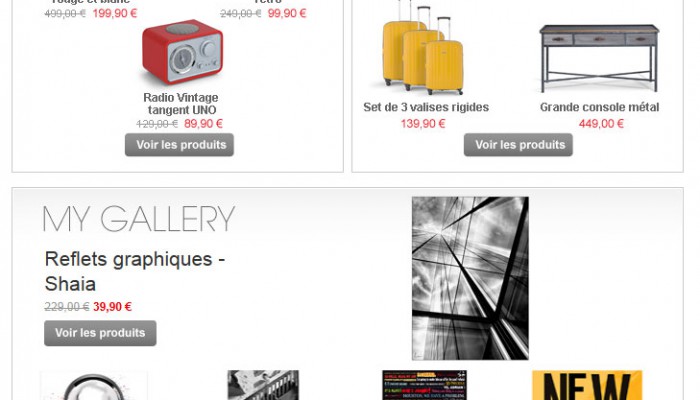 rouge et blanc
499,00 € 199,90 €
rétro
249,00 € 99,90 €
Radio Vintage
tangent UNO
129,00 € 89,90 €
Voir les produits
Set de 3 valises rigides
139,90 €
Grande console métal
449,00 €
Voir les produits
MY GALLERY
Reflets graphiques -
Shaia
229,00 € 39,90 €
Voir les produits
NEW